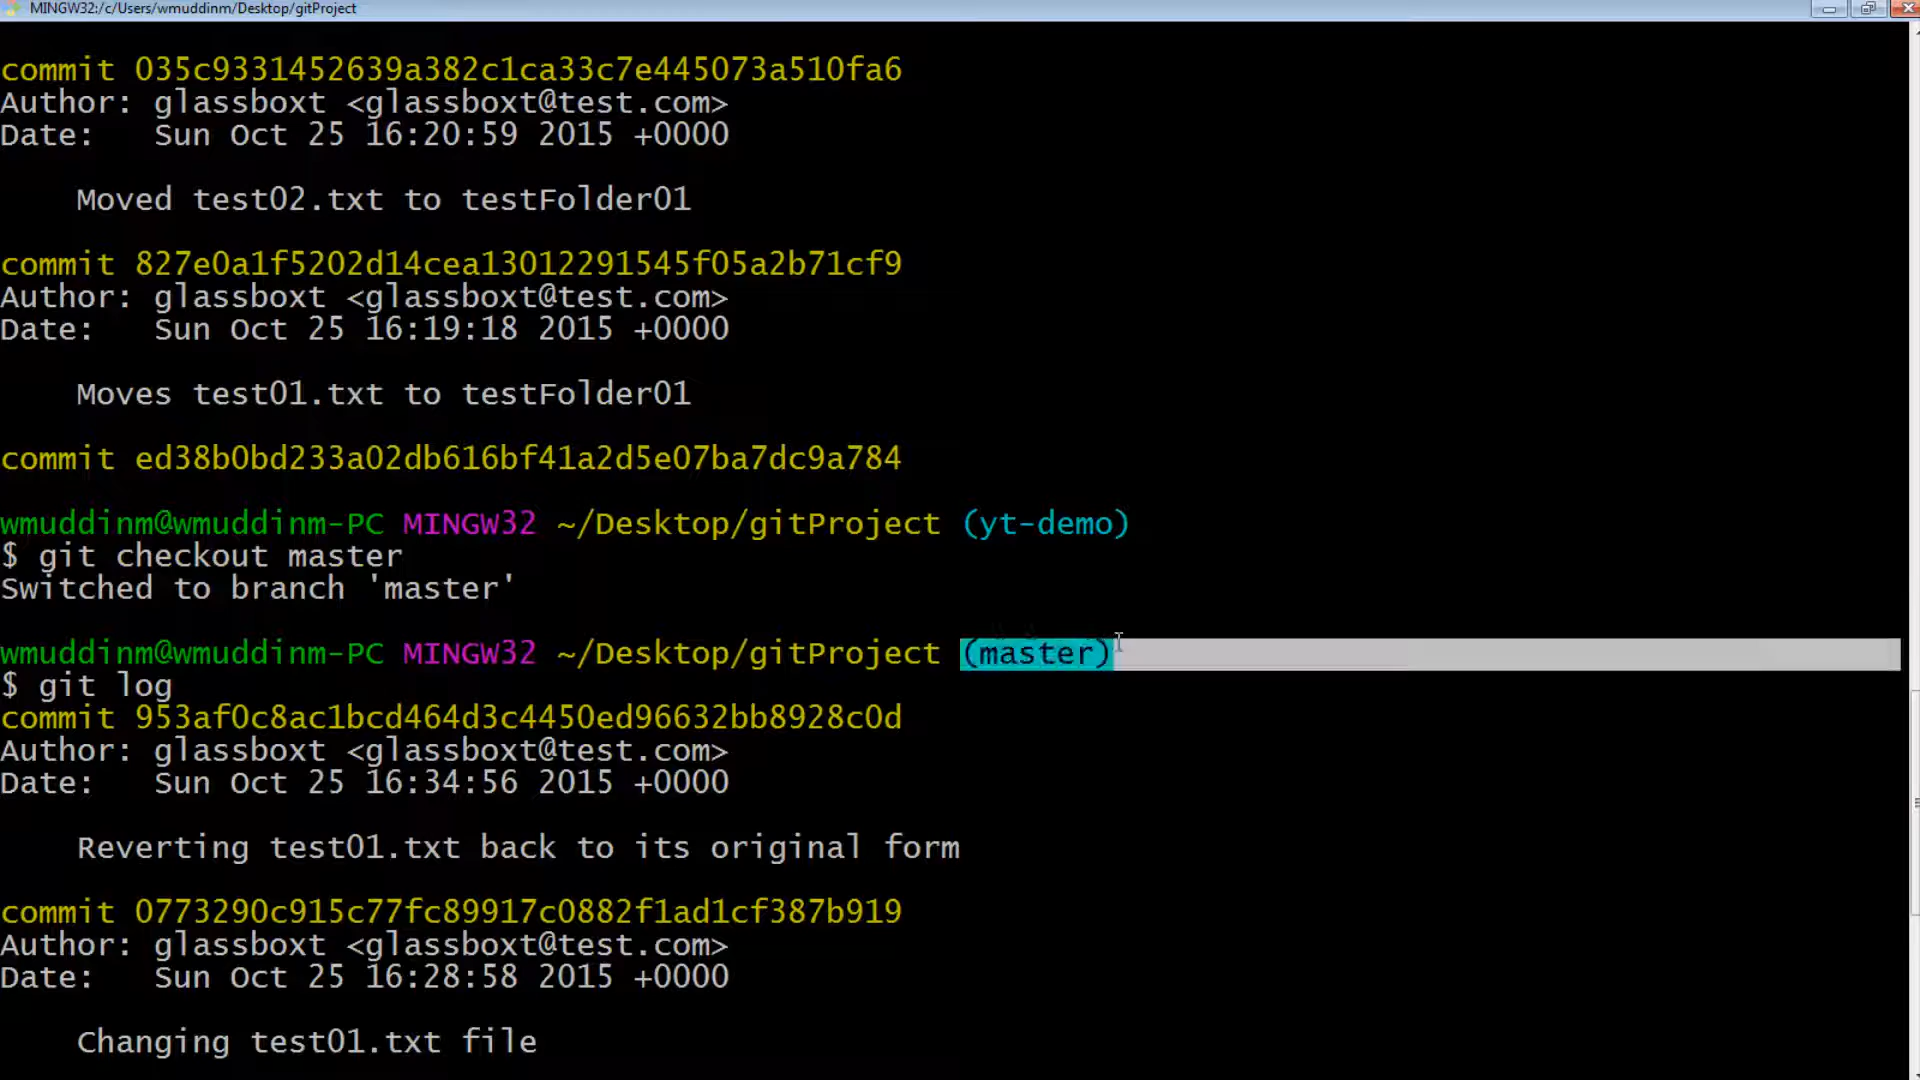 MINGW32:/c/Users/wmuddinm/Desktop/gitProject
commit 035c9331452639a382c1ca33c7e445073a510fa6
Author: glassboxt <glassboxt@test.com>
Date:   Sun Oct 25 16:20:59 2015 +0000
Moved test02.txt to testFolder01
commit 827e0a1f5202d14cea13012291545f05a2b71cf9
Author: glassboxt <glassboxt@test.com>
Date:   Sun Oct 25 16:19:18 2015 +0000
Moves test01.txt to testFolder01
commit ed38b0bd233a02db616bf41a2d5e07ba7dc9a784
wmuddinm@wmuddinm-PC MINGW32 ~/Desktop/gitProject (yt-demo)
$ git checkout master
Switched to branch 'master'
wmuddinm@wmuddinm-PC MINGW32 ~/Desktop/gitProject (master)
$ git log
commit 953af0c8ac1bcd464d3c4450ed96632bb8928c0d
Author: glassboxt <glassboxt@test.com>
Date:   Sun Oct 25 16:34:56 2015 +0000
Reverting test01.txt back to its original form
commit 0773290c915c77fc89917c0882f1ad1cf387b919
Author: glassboxt <glassboxt@test.com>
Date:   Sun Oct 25 16:28:58 2015 +0000
Changing test01.txt file